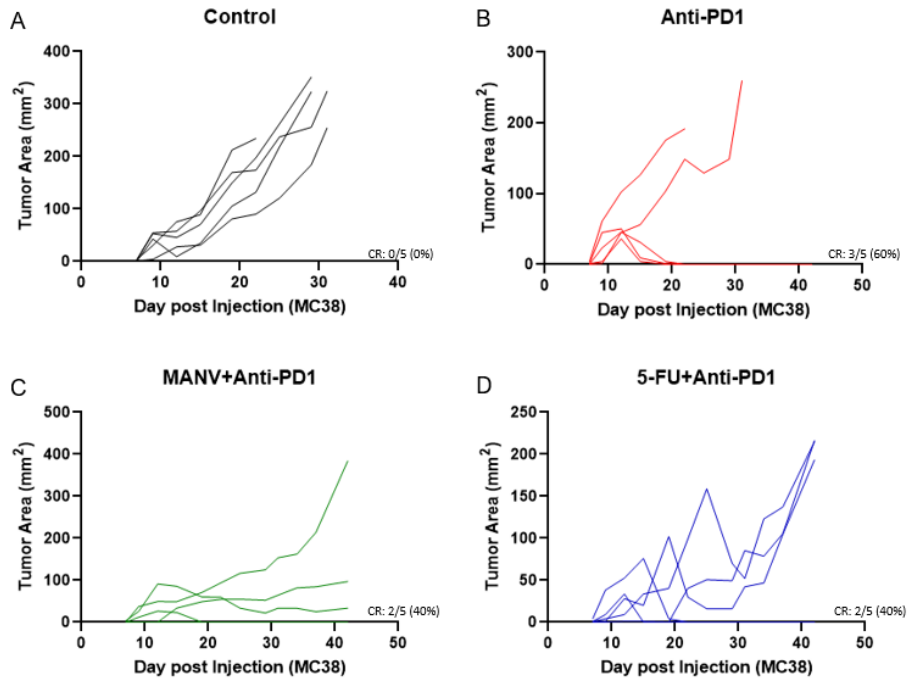 A
Control
Tumor Area (mm²)
400
300
200
100
0
0 10 20 30 40
CR: 0/5 (0%)
Day post Injection (MC38)
B
Anti-PD1
Tumor Area (mm²)
300
200
100
0
0 10 20 30 40 50
CR: 3/5 (60%)
Day post Injection (MC38)
C
MANV+Anti-PD1
Tumor Area (mm²)
500
400
300
200
100
0
0 10 20 30 40 50
CR: 2/5 (40%)
Day post Injection (MC38)
D
5-FU+Anti-PD1
Tumor Area (mm²)
250
200
150
100
50
0
0 10 20 30 40 50
CR: 2/5 (40%)
Day post Injection (MC38)